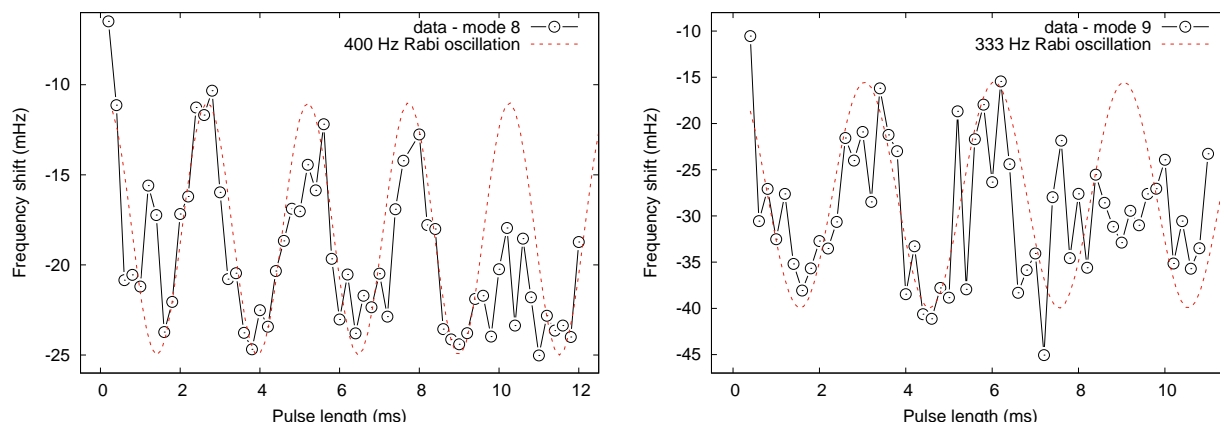 data - mode 8
400 Hz Rabi oscillation
-10
-15
-20
-25
Frequency shift (mHz)
0 2 4 6 8 10 12
Pulse length (ms)
data - mode 9
333 Hz Rabi oscillation
-10
-15
-20
-25
-30
-35
-40
-45
Frequency shift (mHz)
0 2 4 6 8 10
Pulse length (ms)